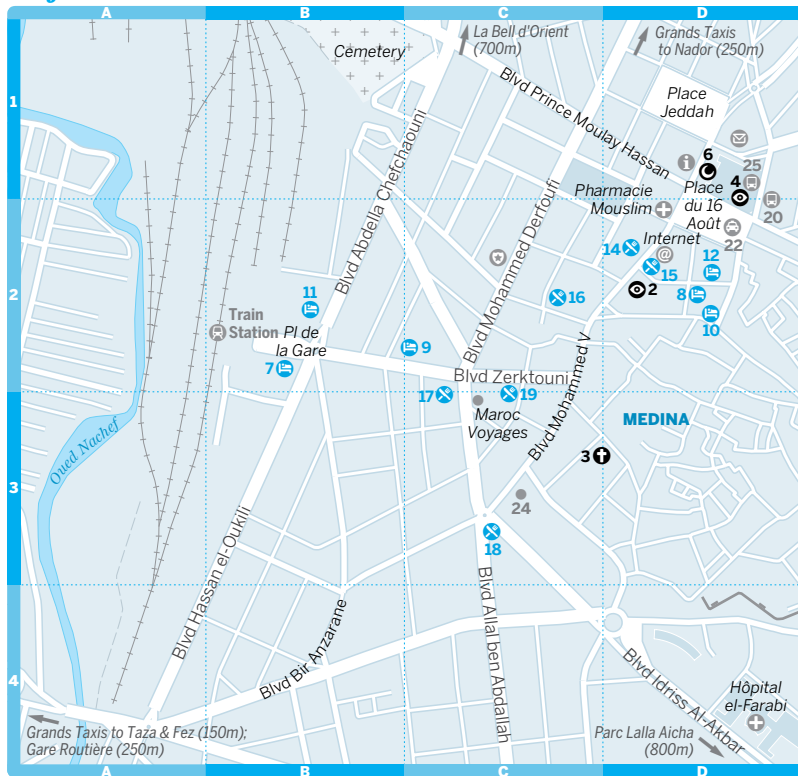 A
B
C
D
La Bell d'Orient
(700m)
Grands Taxis
to Nador (250m)
Cemetery
1
Blvd Prince Moulay Hassan
Place
Jeddah
6
25
4
Pharmacie
Mouslim
Place
du 16
Août
20
22
Blvd Abdella Chefchaouni
Blvd Mohammed Derfoufi
14
Internet
@
15
12
2
11
16
2
8
10
Train
Station
Pl de
la Gare
9
7
Blvd Zerktouni
17
19
Maroc
Voyages
Blvd Mohammed V
MEDINA
Oued Nachef
3
3
24
18
Blvd Hassan el-Oukili
Blvd Bir Anzarane
Blvd Allal ben Abdallah
4
Blvd Idriss Al-Akbar
Hôpital
el-Farabi
Grands Taxis to Taza & Fez (150m);
Gare Routière (250m)
Parc Lalla Aicha
(800m)
A
B
C
D